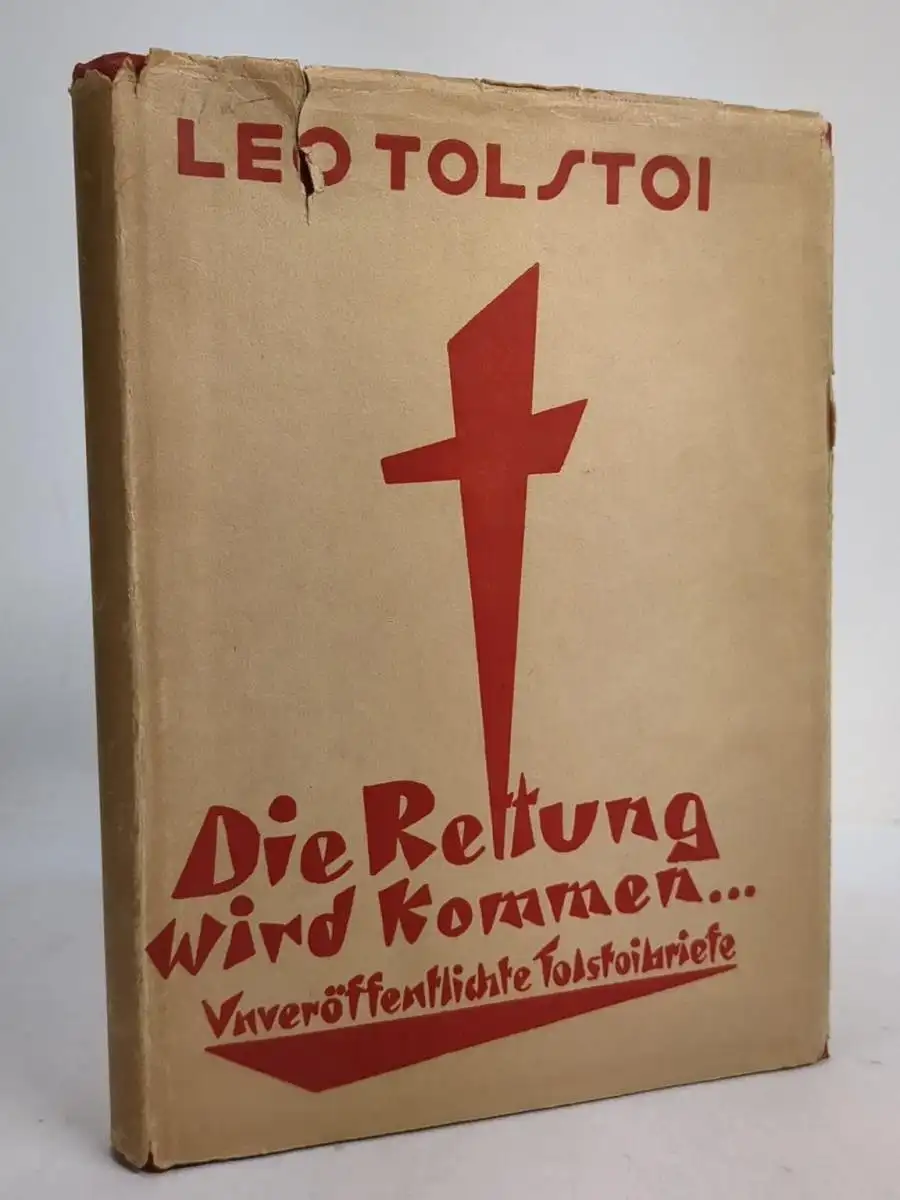 LEO TOLSTOI
Die Rettung
wird kommen...
Unveröffentlichte Tolstoibriefe